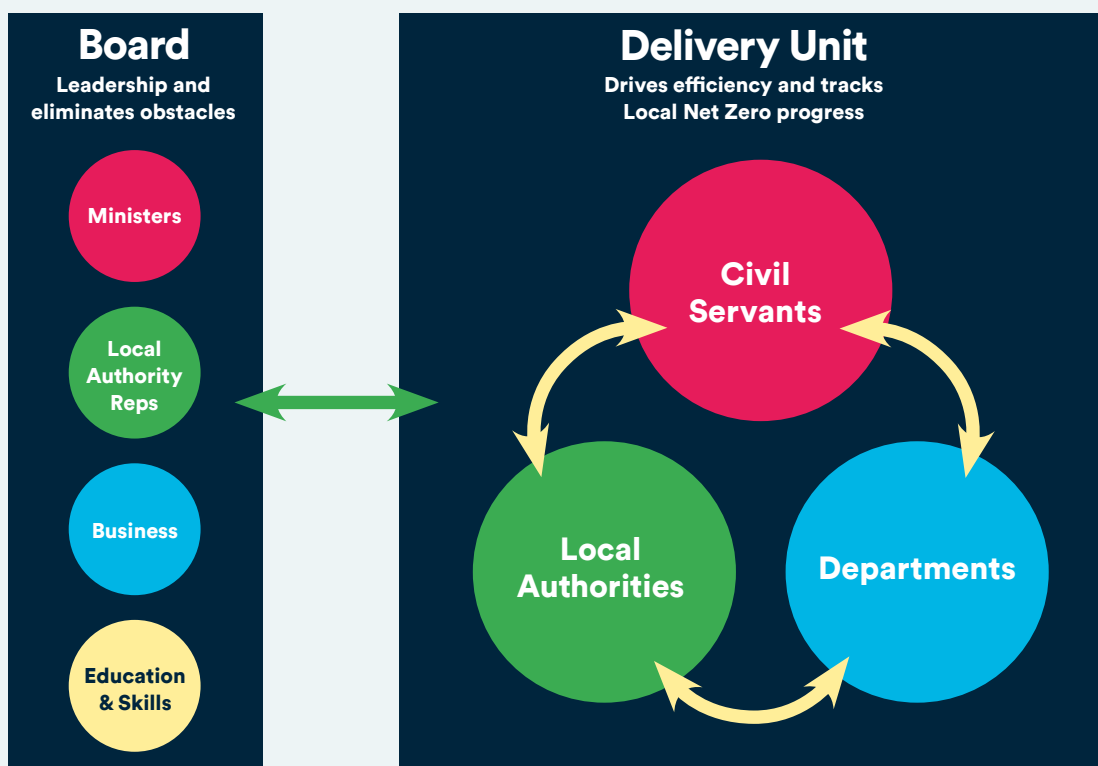 Board
Leadership and
eliminates obstacles
Ministers
Local
Authority
Reps
Business
Education
& Skills
Delivery Unit
Drives efficiency and tracks
Local Net Zero progress
Civil
Servants
Local
Authorities
Departments